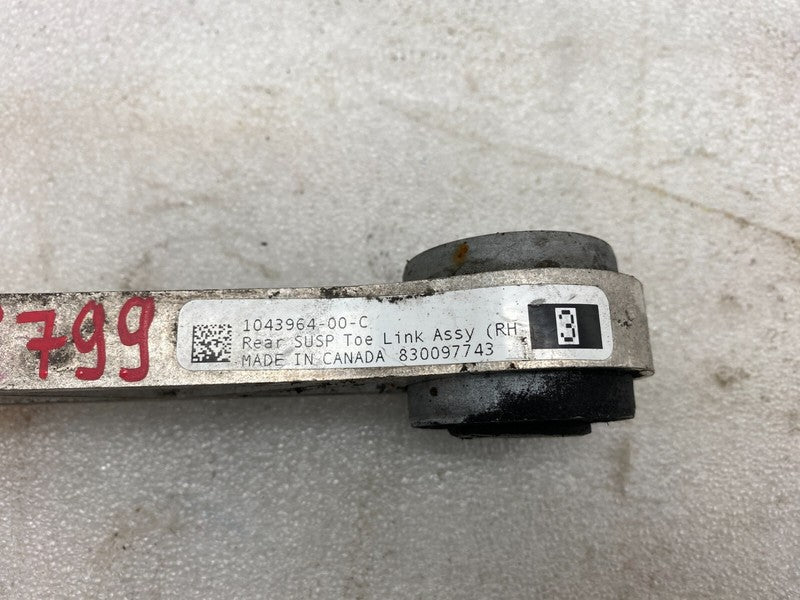 799
1043964-00-C
Rear SUSP Toe Link Assy (RH
MADE IN CANADA 830097743
3